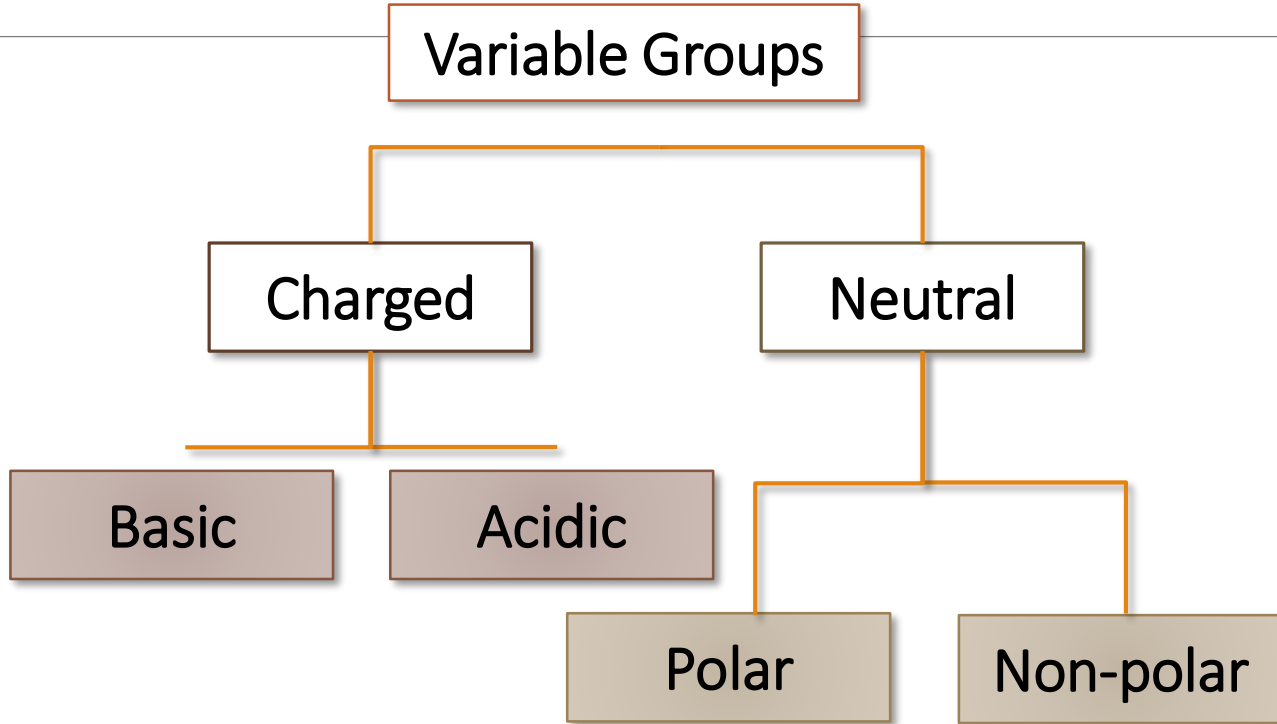 Variable Groups
Charged
Neutral
Basic
Acidic
Polar
Non-polar